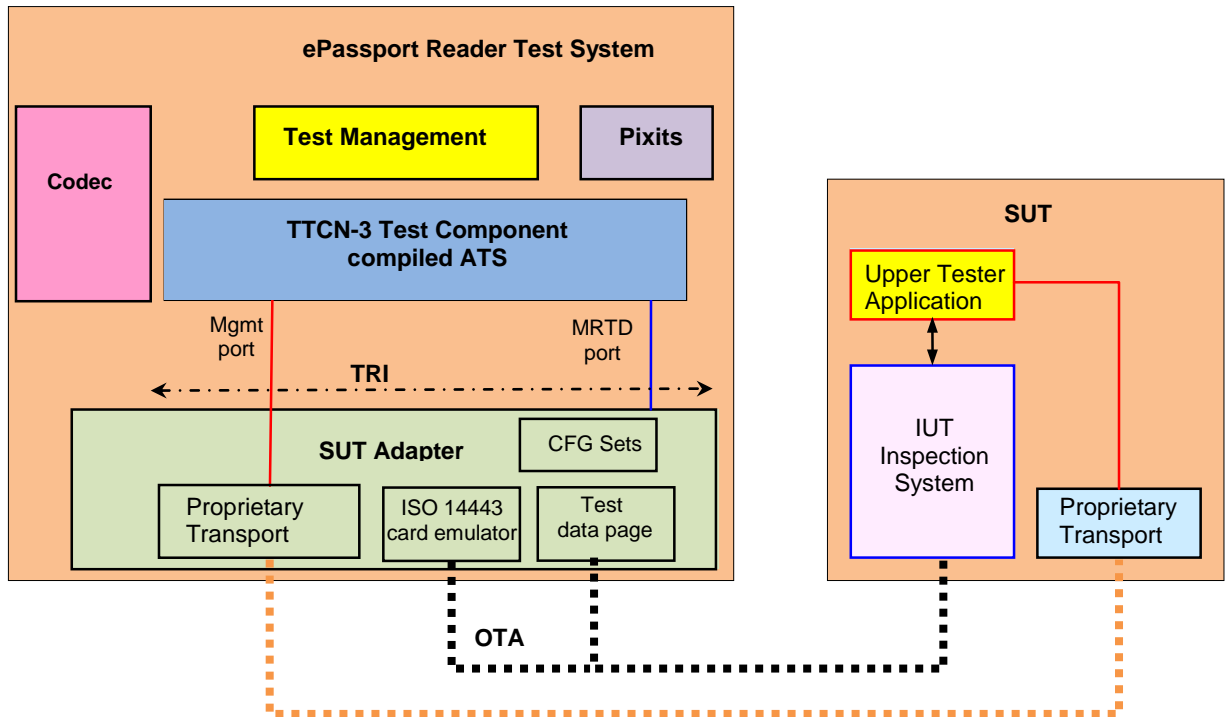 ePassport Reader Test System
Test Management
Pixits
Codec
TTCN-3 Test Component
compiled ATS
Mgmt
port
MRTD
port
TRI
CFG Sets
SUT Adapter
Proprietary
Transport
ISO 14443
card emulator
Test
data page
OTA
SUT
Upper Tester
Application
IUT
Inspection
System
Proprietary
Transport